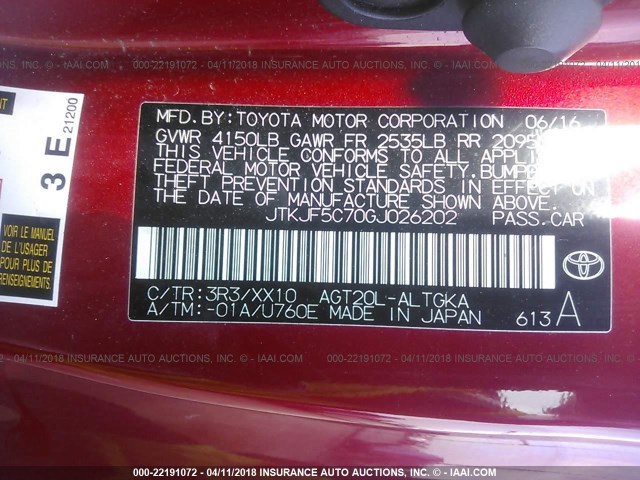 000-22191072 - 04/11/2018 INSURANCE AUTO AUCTIONS, INC. - IAAI.COM
3 E
21200
VOIR LE
MANUEL DE
L'USAGER
POUR PLUS DE
RENSEIGNEMENTS
MFD. BY: TOYOTA MOTOR CORPORATION 06/16
GVWR 4150LB GAWR FR 2535LB RR
THIS VEHICLE CONFORMS TO ALL
FEDERAL MOTOR VEHICLE SAFETY, BUMPER
THEFT PREVENTION STANDARDS IN EFFECT
THE DATE OF MANUFACTURE SHOWN ABOVE.
JTKJF5C70GJ026202 PASS.CAR
TOYOTA
C/TR:3R3/XX10 AGT20L-ALTGKA
A/TM:-01A/U760E MADE IN JAPAN 613 A
000-22191072 - 04/11/2018 INSURANCE AUTO AUCTIONS, INC. - IAAI.COM
000-22191072 - 04/11/2018 INSURANCE AUTO AUCTIONS, INC. - IAAI.COM